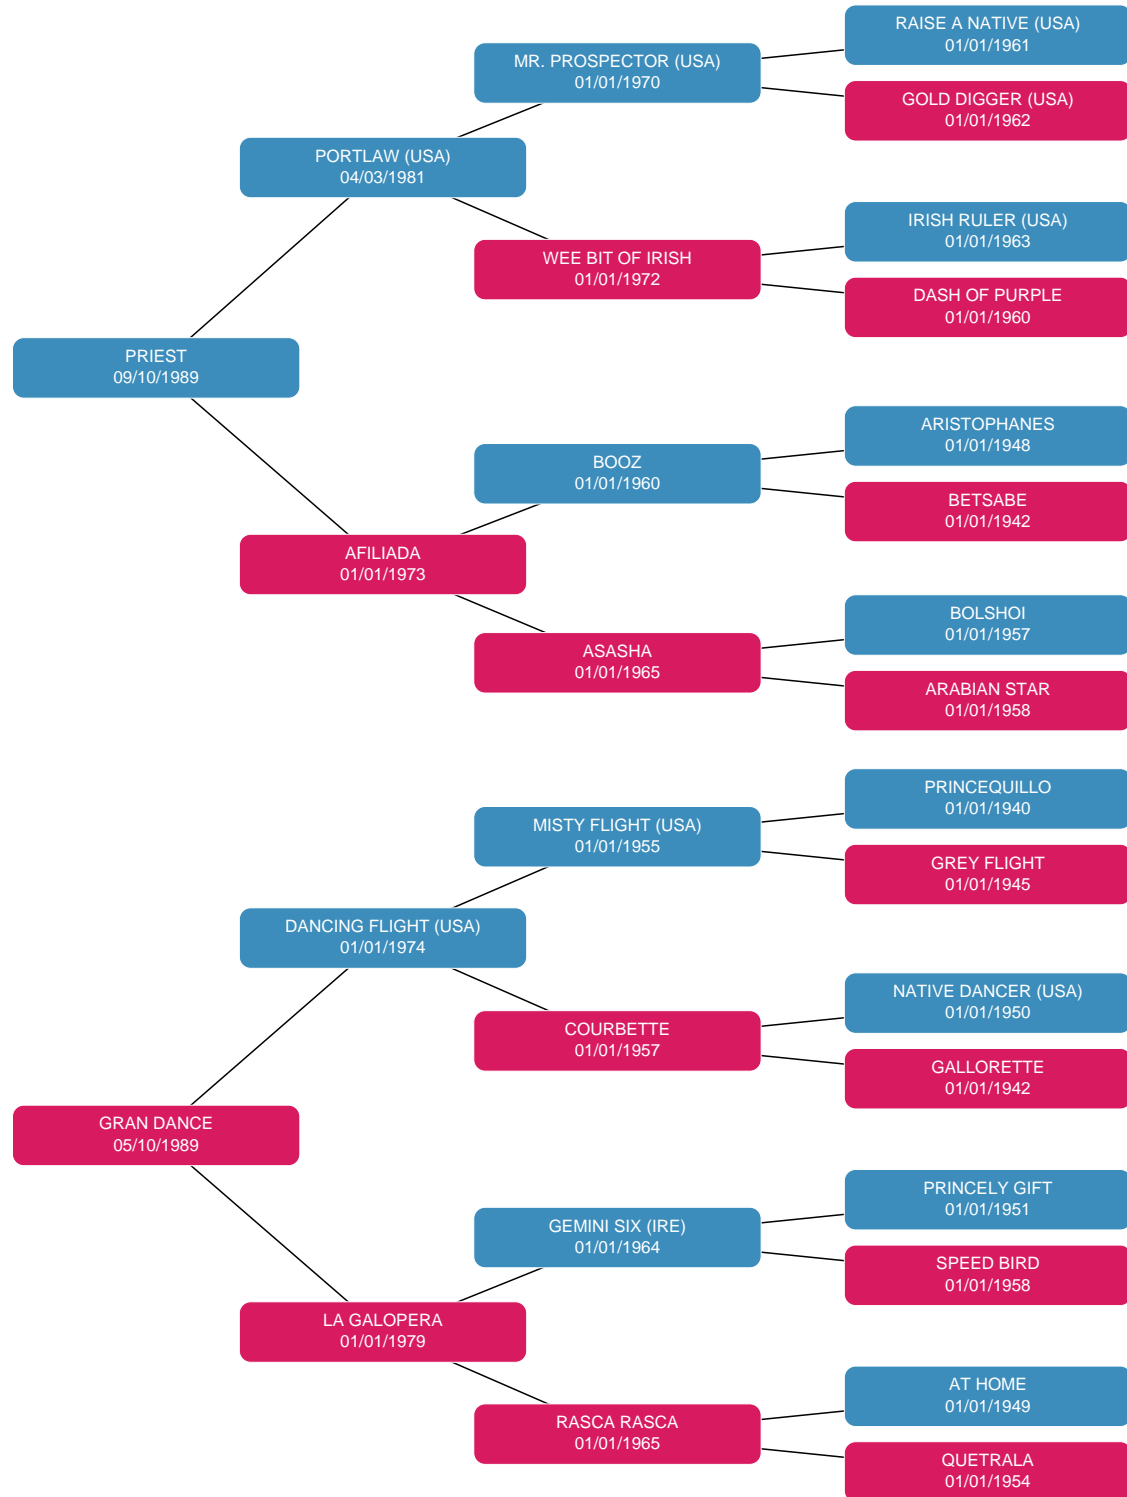 RAISE A NATIVE (USA)
01/01/1961
MR. PROSPECTOR (USA)
01/01/1970
GOLD DIGGER (USA)
01/01/1962
PORTLAW (USA)
04/03/1981
IRISH RULER (USA)
01/01/1963
WEE BIT OF IRISH
01/01/1972
DASH OF PURPLE
01/01/1960
PRIEST
09/10/1989
ARISTOPHANES
01/01/1948
BOOZ
01/01/1960
BETSABE
01/01/1942
AFILIADA
01/01/1973
BOLSHOI
01/01/1957
ASASHA
01/01/1965
ARABIAN STAR
01/01/1958
PRINCEQUILLO
01/01/1940
MISTY FLIGHT (USA)
01/01/1955
GREY FLIGHT
01/01/1945
DANCING FLIGHT (USA)
01/01/1974
NATIVE DANCER (USA)
01/01/1950
COURBETTE
01/01/1957
GALLORETTE
01/01/1942
GRAN DANCE
05/10/1989
PRINCELY GIFT
01/01/1951
GEMINI SIX (IRE)
01/01/1964
SPEED BIRD
01/01/1958
LA GALOPERA
01/01/1979
AT HOME
01/01/1949
RASCA RASCA
01/01/1965
QUETRALA
01/01/1954